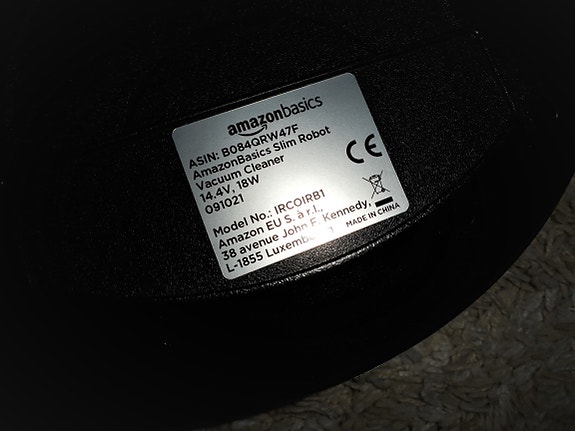 amazonbasics
ASIN: B084QRW47F
AmazonBasics Slim Robot
Vacuum Cleaner
14.4V, 18W
091021
CE
Model No.: IRCOIRB1
Amazon EU S. à r.l.,
38 avenue John F. Kennedy,
L-1855
MADE IN CHINA